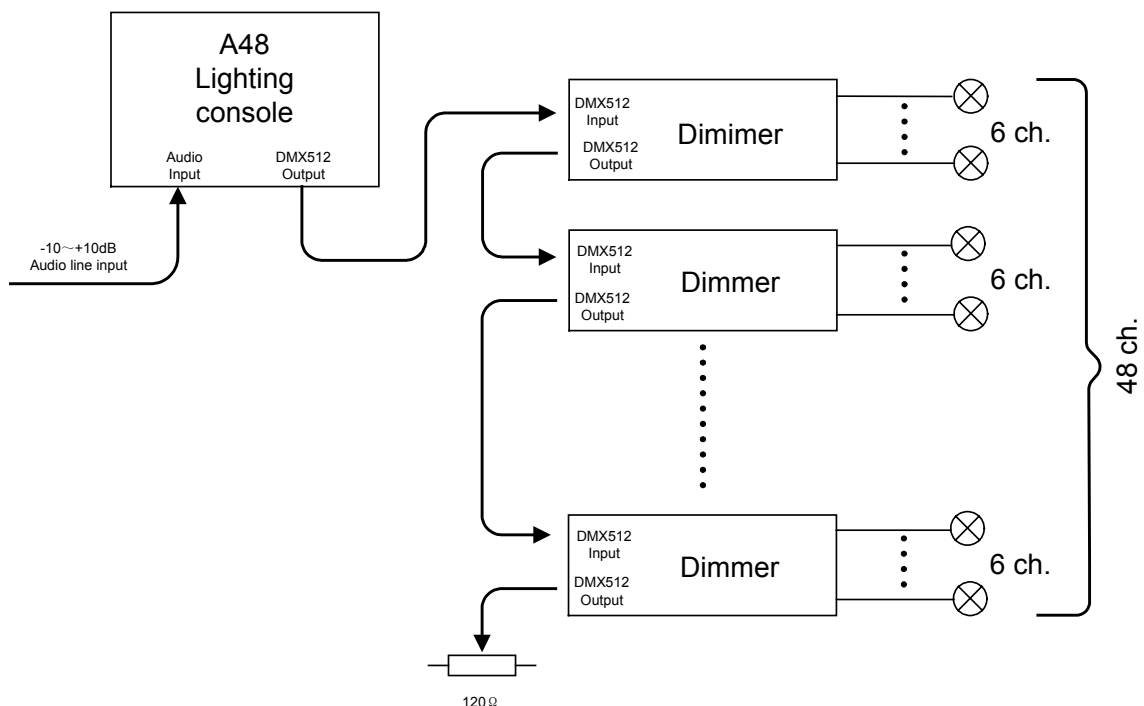 A48
Lighting
console
Audio
Input
DMX512
Output
-10～+10dB
Audio line input
DMX512
Input
DMX512
Output
Dimimer
6 ch.
DMX512
Input
DMX512
Output
Dimmer
6 ch.
48 ch.
DMX512
Input
DMX512
Output
Dimmer
6 ch.
120Ω